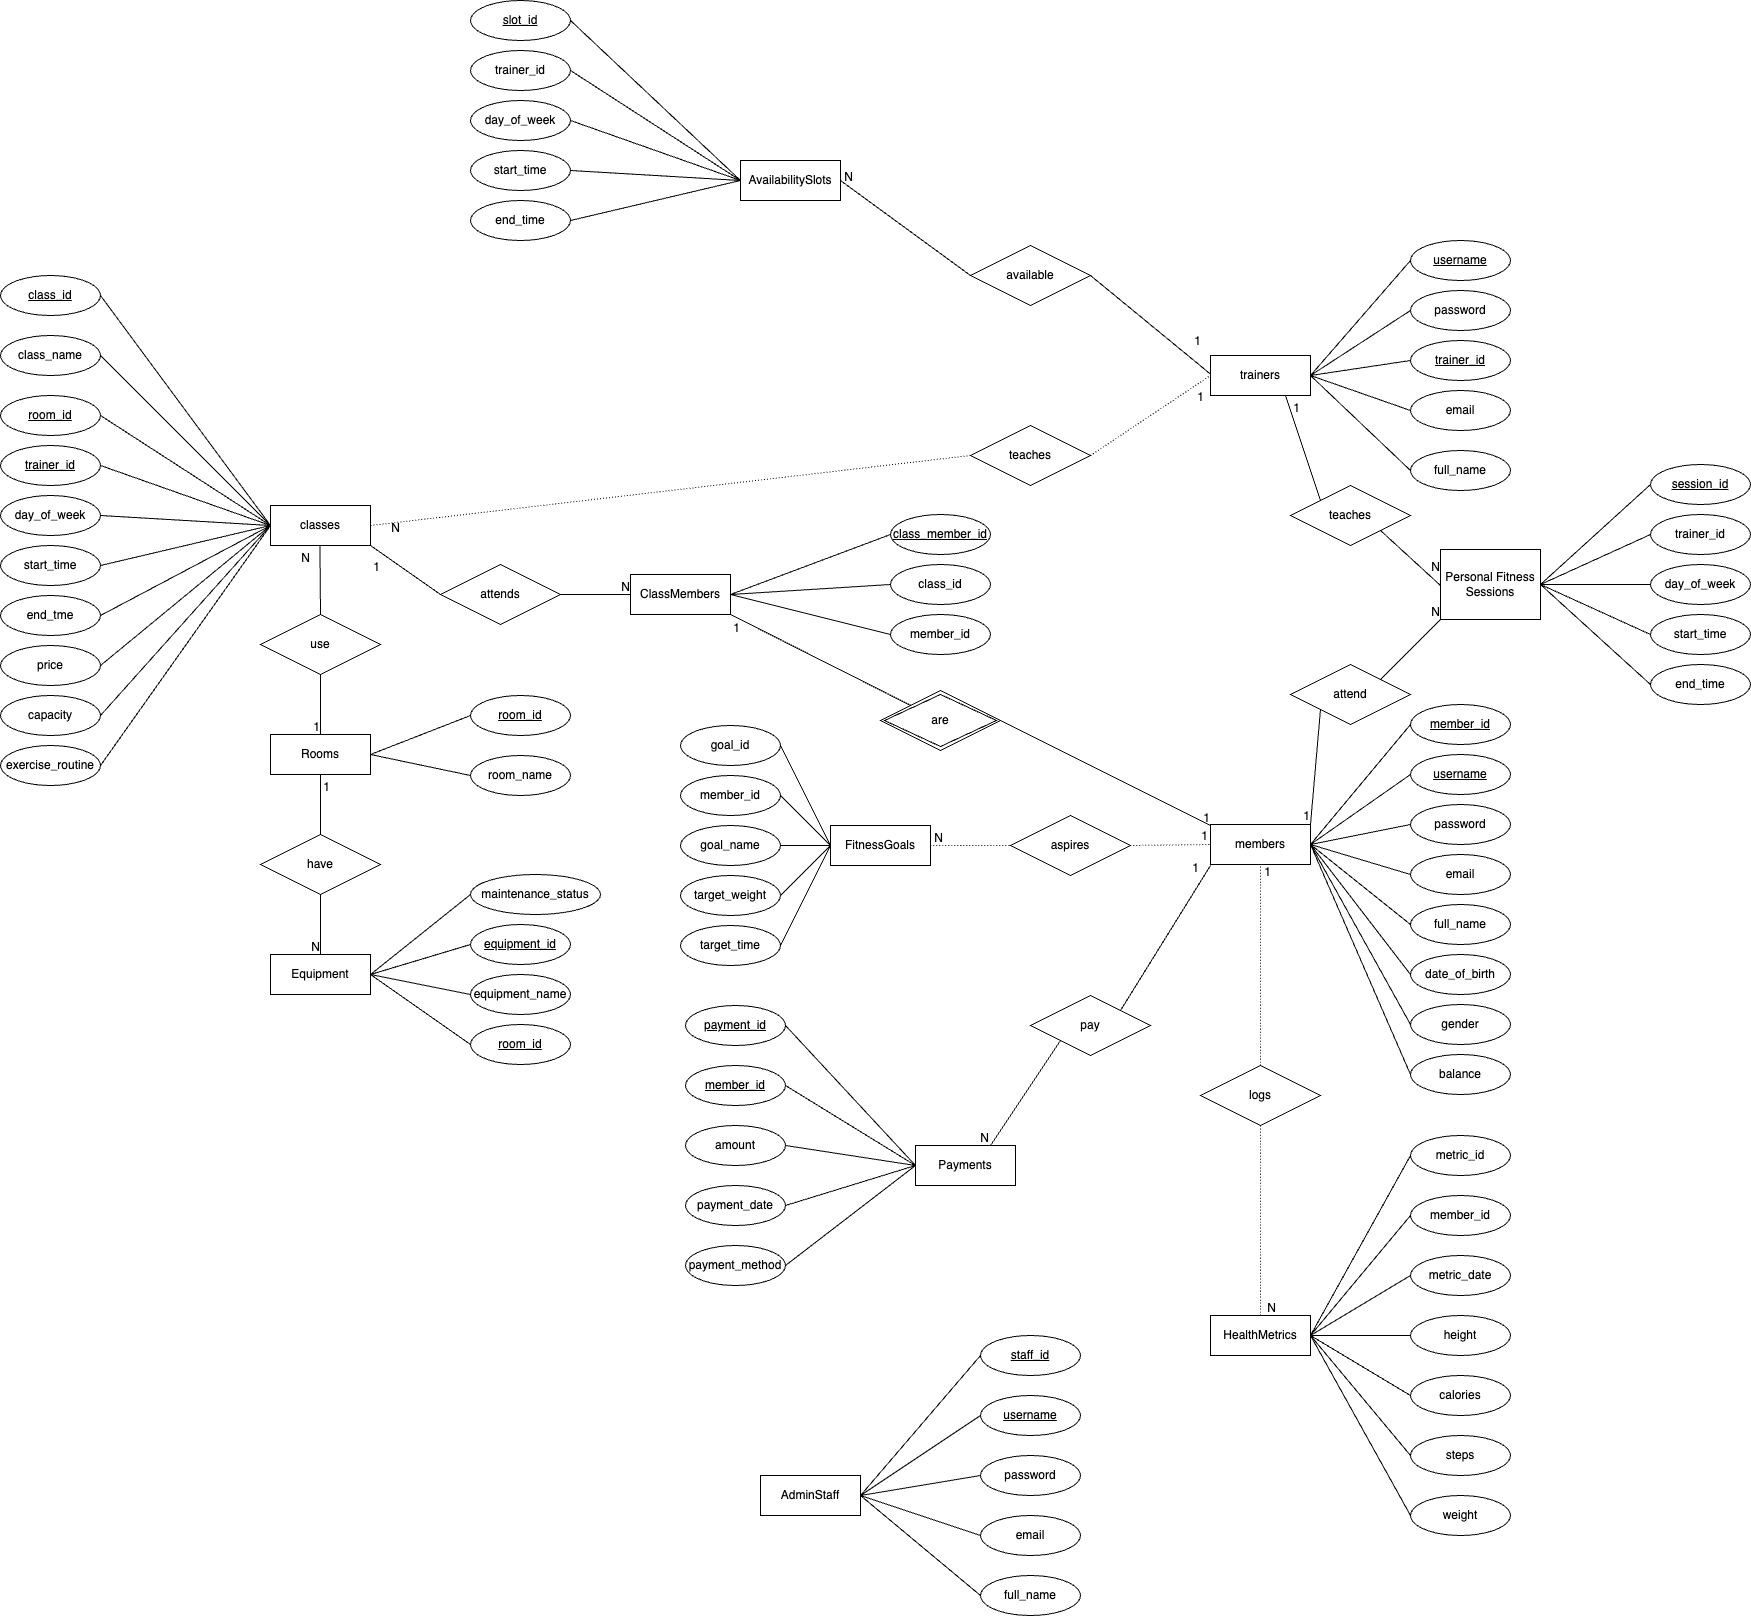 slot_id
trainer_id
day_of_week
start_time
end_time
AvailabilitySlots
N
available
1
username
password
trainer_id
email
full_name
trainers
1
1
teaches
class_id
class_name
room_id
trainer_id
day_of_week
start_time
end_tme
price
capacity
exercise_routine
classes
N
N
1
attends
N
ClassMembers
1
class_member_id
class_id
member_id
teaches
N
Personal Fitness
Sessions
N
session_id
trainer_id
day_of_week
start_time
end_time
use
1
Rooms
1
room_id
room_name
have
N
Equipment
maintenance_status
equipment_id
equipment_name
room_id
are
attend
1
1
1
members
1
1
member_id
username
password
email
full_name
date_of_birth
gender
balance
goal_id
member_id
goal_name
target_weight
target_time
FitnessGoals
N
aspires
pay
N
Payments
payment_id
member_id
amount
payment_date
payment_method
logs
N
HealthMetrics
metric_id
member_id
metric_date
height
calories
steps
weight
AdminStaff
staff_id
username
password
email
full_name